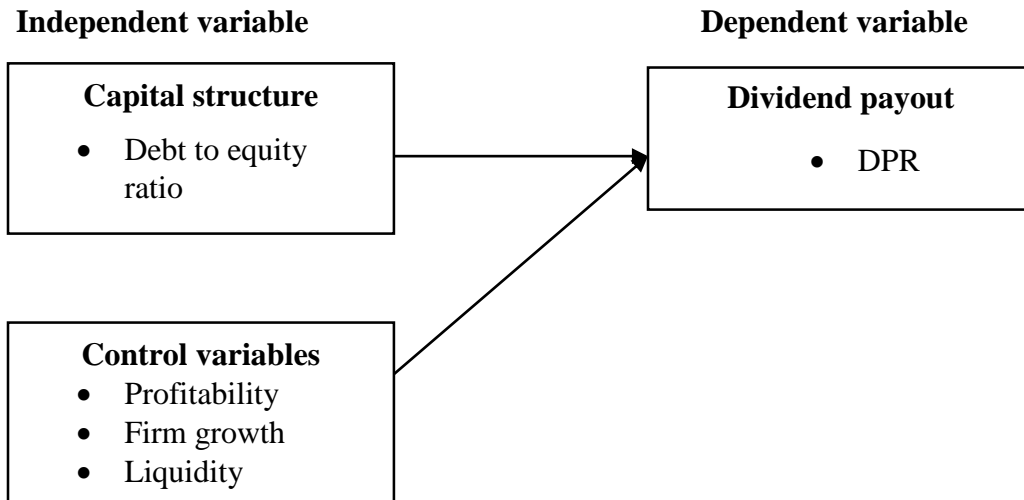 Independent variable
Dependent variable
Capital structure
• Debt to equity
ratio
Dividend payout
• DPR
Control variables
• Profitability
• Firm growth
• Liquidity